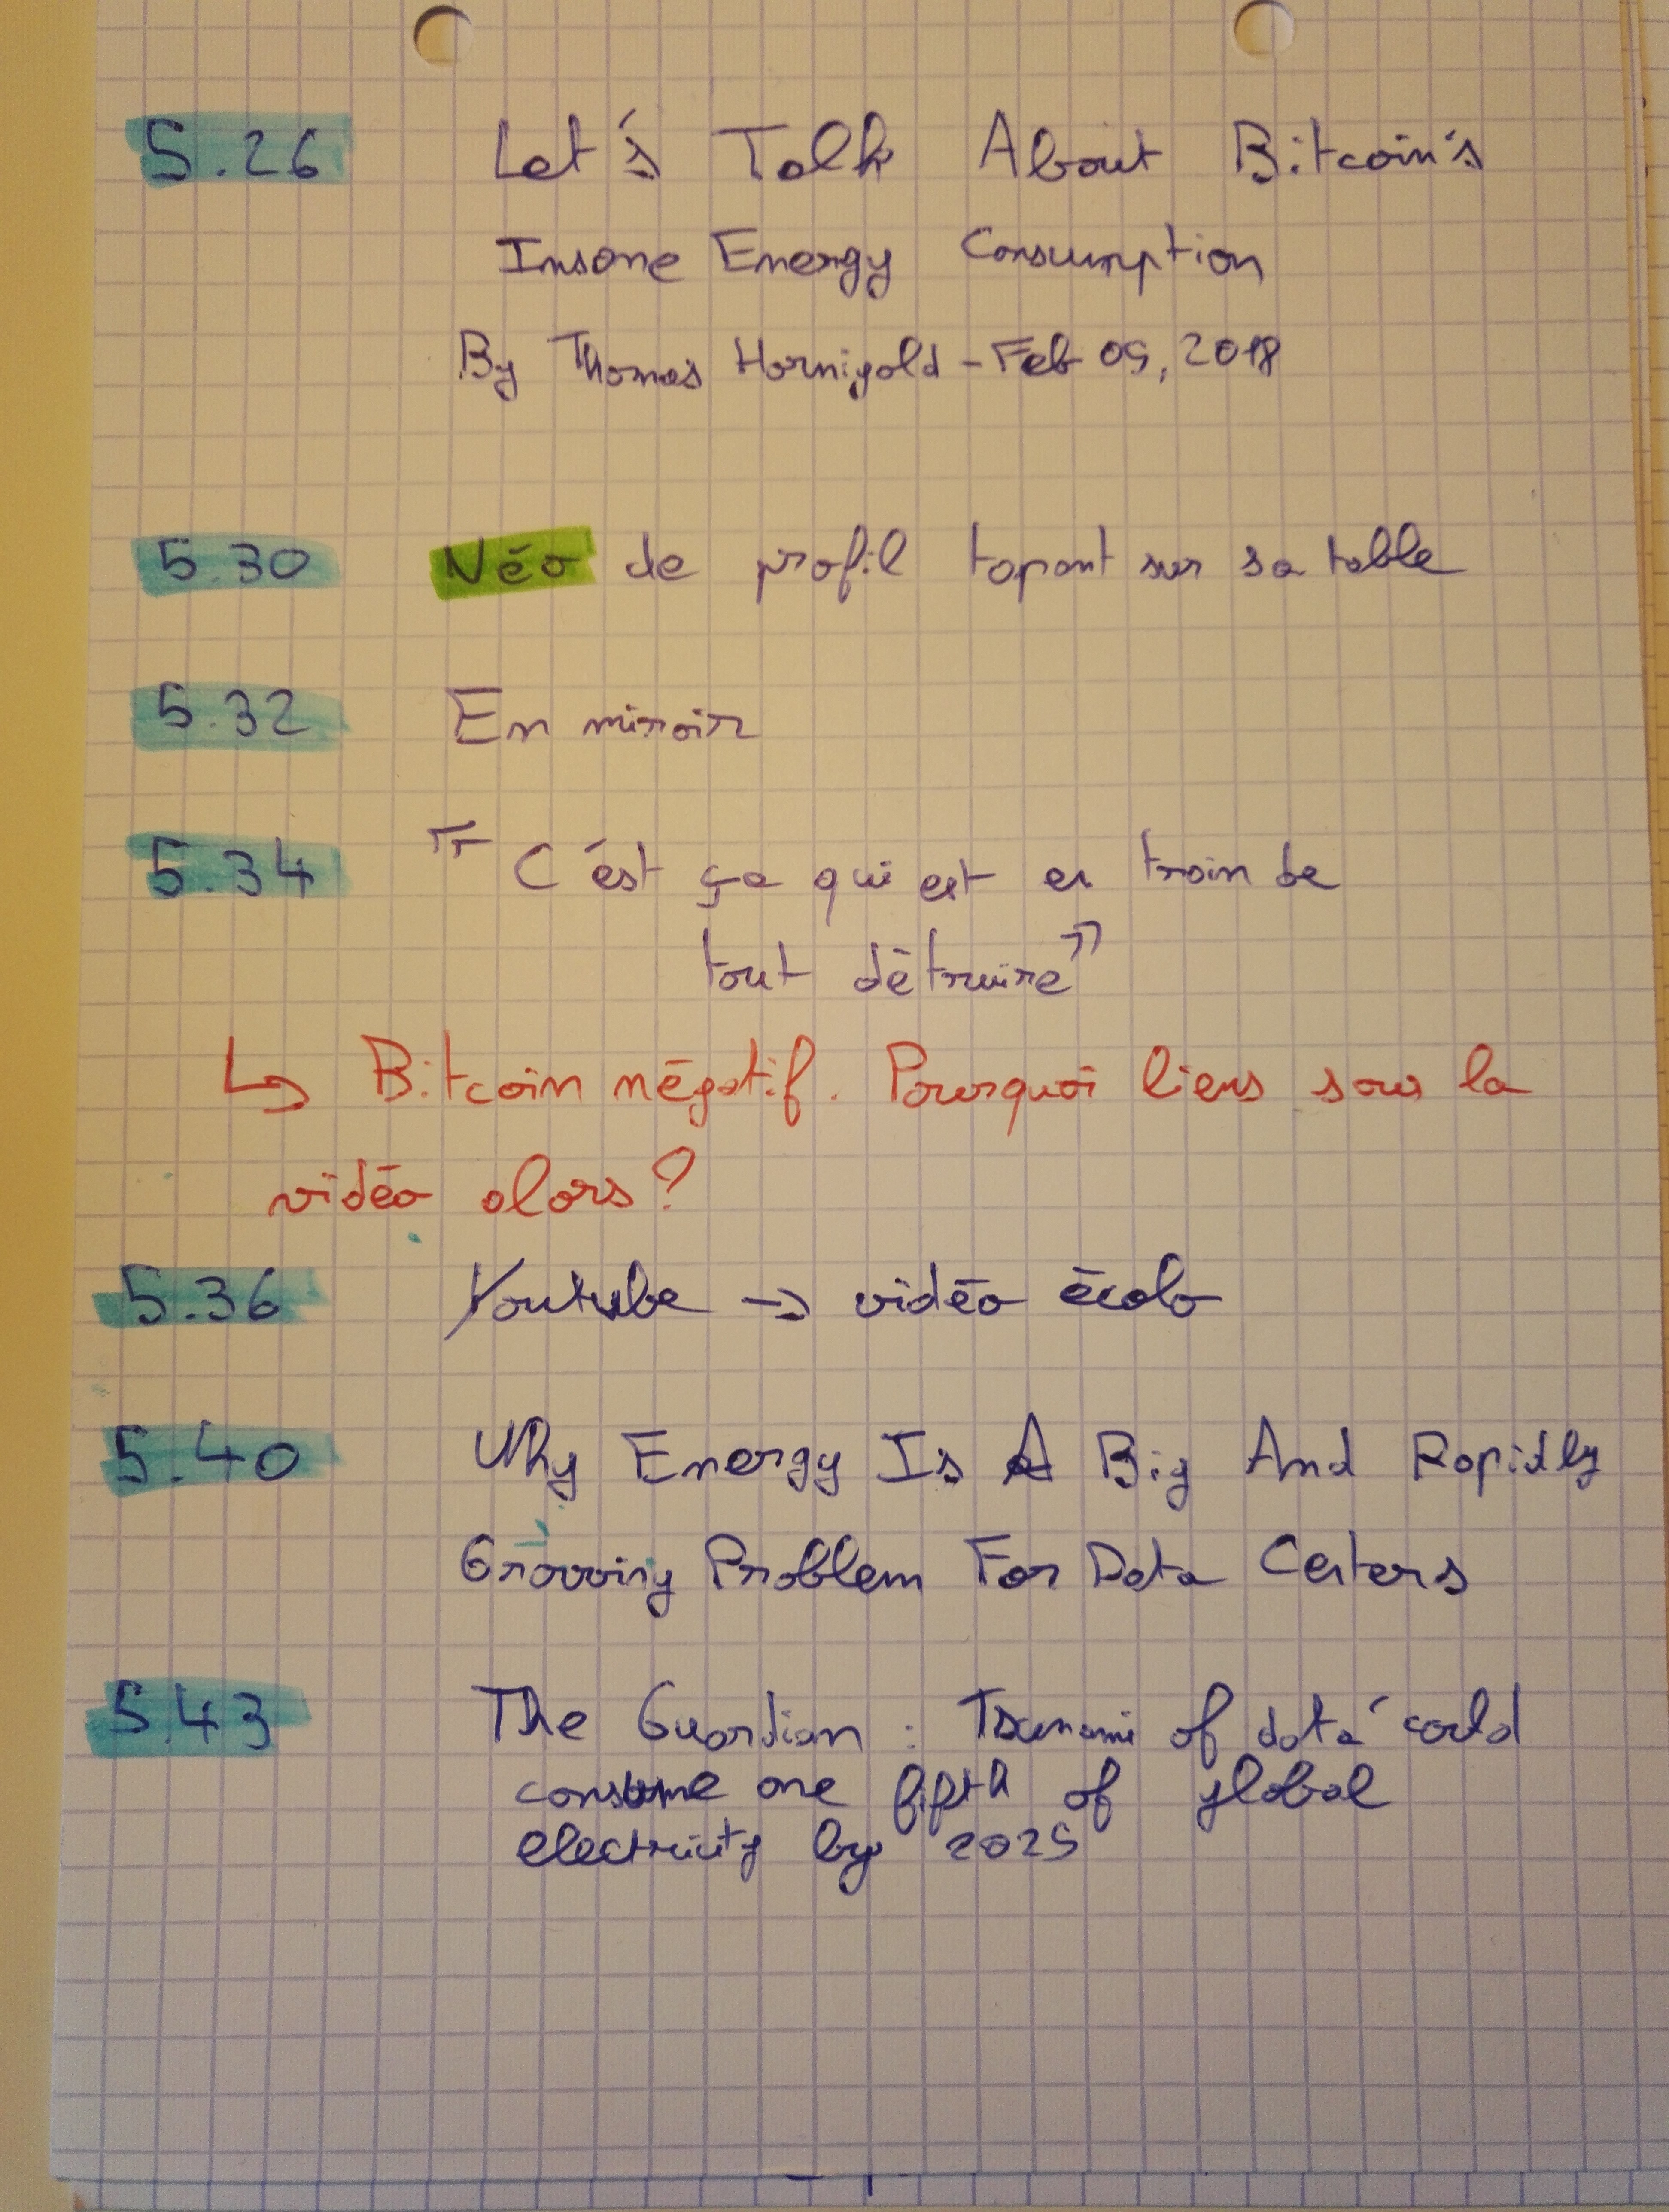 5.26 Let's Talk About Bitcoin's
Insane Energy Consumption
By Thomas Hornigold - Feb 09, 2018
5.30 Néo de profil tapant sur sa table
5.32 En miroir
5.34 "C'est ça qui est en train de
tout détruire"
↳ Bitcoin négatif. Pourquoi liens sous la
vidéo alors ?
5.36 Youtube → vidéo écolo
5.40 Why Energy Is A Big And Rapidly
Growing Problem For Data Centers
5.43 The Guardian : Tsunami of data' could
consume one fifth of global
electricity by 2025